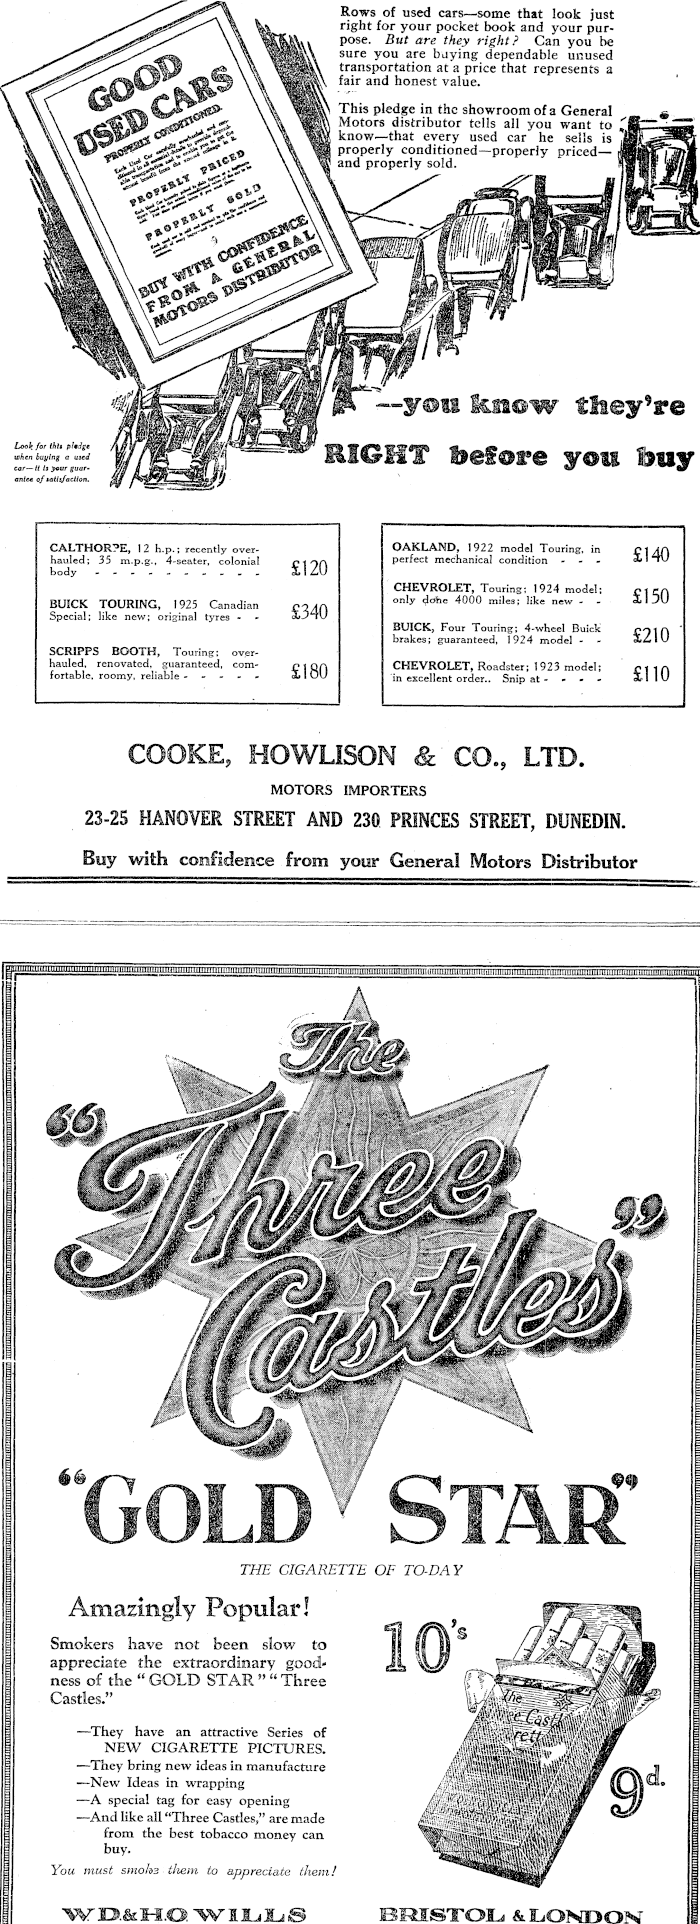 Rows of used cars—some that look just
right for your pocket book and your pur-
pose. But are they right? Can you be
sure you are buying dependable unused
transportation at a price that represents a
fair and honest value.
This pledge in the showroom of a General
Motors distributor tells all you want to
know—that every used car he sells is
properly conditioned—properly priced—
and properly sold.
GOOD
USED CARS
PROPERLY CONDITIONED
PROPERLY PRICED
PROPERLY SOLD
BUY WITH CONFIDENCE
FROM A GENERAL
MOTORS DISTRIBUTOR
—you know they're
RIGHT before you buy
Look for this pledge
when buying a used
car—it is your guar-
antee of satisfaction.
CALTHORPE, 12 h.p.; recently over-
hauled; 35 m.p.g., 4-seater, colonial
body - - - - - - - - - - £120
BUICK TOURING, 1925 Canadian
Special; like new; original tyres - - £340
SCRIPPS BOOTH, Touring; over-
hauled, renovated, guaranteed, com-
fortable, roomy, reliable - - - - - £180
OAKLAND, 1922 model Touring, in
perfect mechanical condition - - - £140
CHEVROLET, Touring; 1924 model;
only done 4000 miles; like new - - £150
BUICK, Four Touring; 4-wheel Buick
brakes; guaranteed, 1924 model - - £210
CHEVROLET, Roadster; 1923 model;
in excellent order.. Snip at - - - - £110
COOKE, HOWLISON & CO., LTD.
MOTORS IMPORTERS
23-25 HANOVER STREET AND 230 PRINCES STREET, DUNEDIN.
Buy with confidence from your General Motors Distributor
The
"Three
Castles"
"GOLD STAR"
THE CIGARETTE OF TO-DAY
Amazingly Popular!
Smokers have not been slow to
appreciate the extraordinary good-
ness of the "GOLD STAR" "Three
Castles."
—They have an attractive Series of
NEW CIGARETTE PICTURES.
—They bring new ideas in manufacture
—New Ideas in wrapping
—A special tag for easy opening
—And like all "Three Castles," are made
from the best tobacco money can
buy.
You must smoke them to appreciate them!
10's
The
e Castl
rett
9d.
W.D. & H.O. WILLS BRISTOL & LONDON